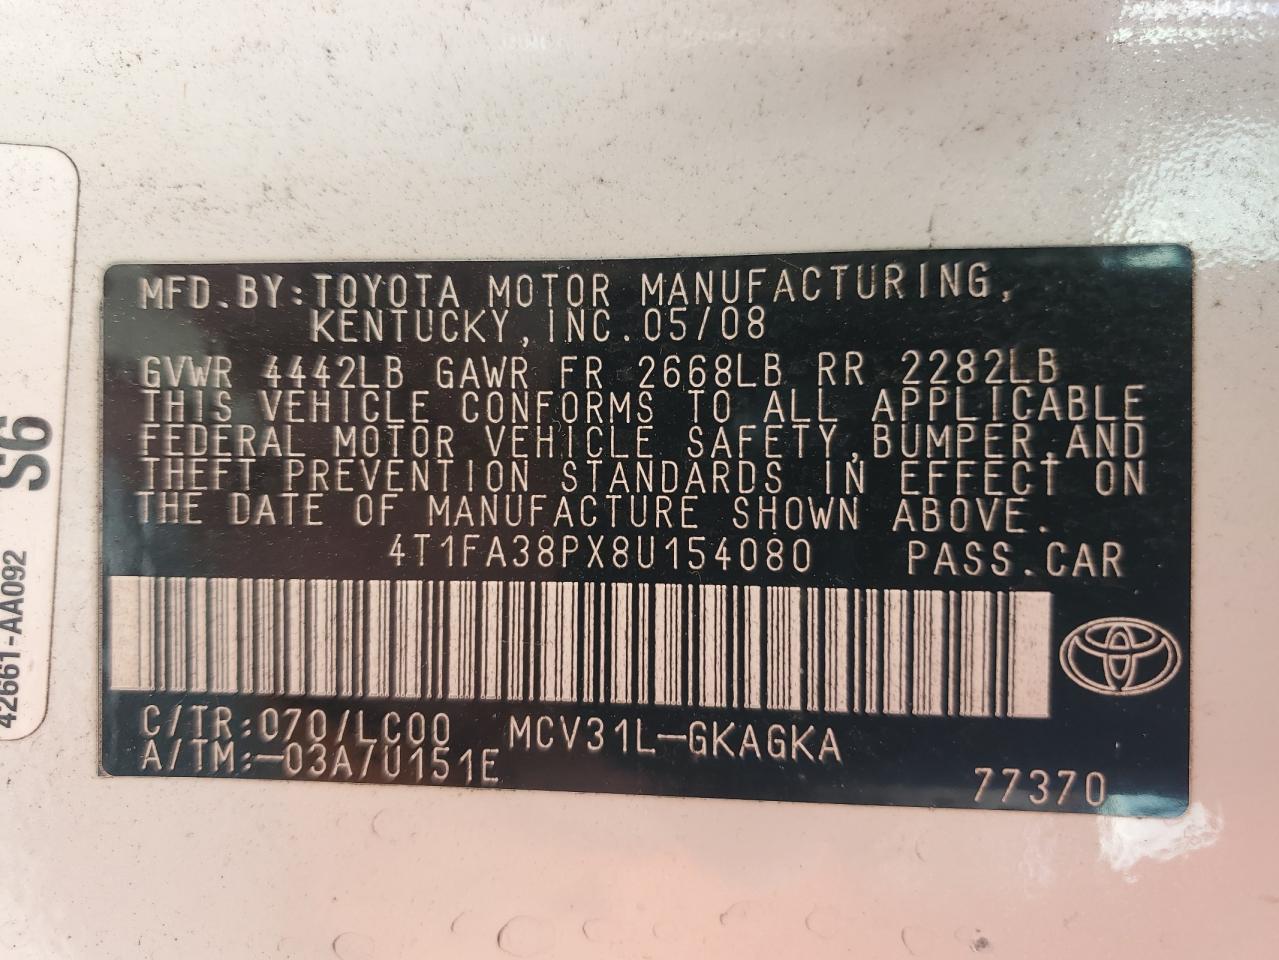 MFD.BY:TOYOTA MOTOR MANUFACTURING,
KENTUCKY,INC.05/08
GVWR 4442LB GAWR FR 2668LB RR 2282LB
THIS VEHICLE CONFORMS TO ALL APPLICABLE
FEDERAL MOTOR VEHICLE SAFETY,BUMPER,AND
THEFT PREVENTION STANDARDS IN EFFECT ON
THE DATE OF MANUFACTURE SHOWN ABOVE.
4T1FA38PX8U154080 PASS.CAR
C/TR:070/LC00 MCV31L-GKAGKA
A/TM:-03A/U151E
77370
S6
42661-AA092